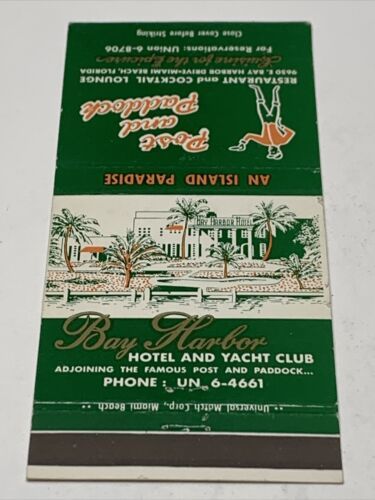 Close Cover Before Striking
For Reservations: UNion 6-8706
Cuisine for the Epicure
9650 E. BAY HARBOR DRIVE-MIAMI BEACH, FLORIDA
RESTAURANT and COCKTAIL LOUNGE
Post
and
Paddock
AN ISLAND PARADISE
BAY HARBOR HOTEL
Bay Harbor
HOTEL AND YACHT CLUB
ADJOINING THE FAMOUS POST AND PADDOCK...
PHONE: UN 6-4661
** Universal Match Corp., Miami Beach **